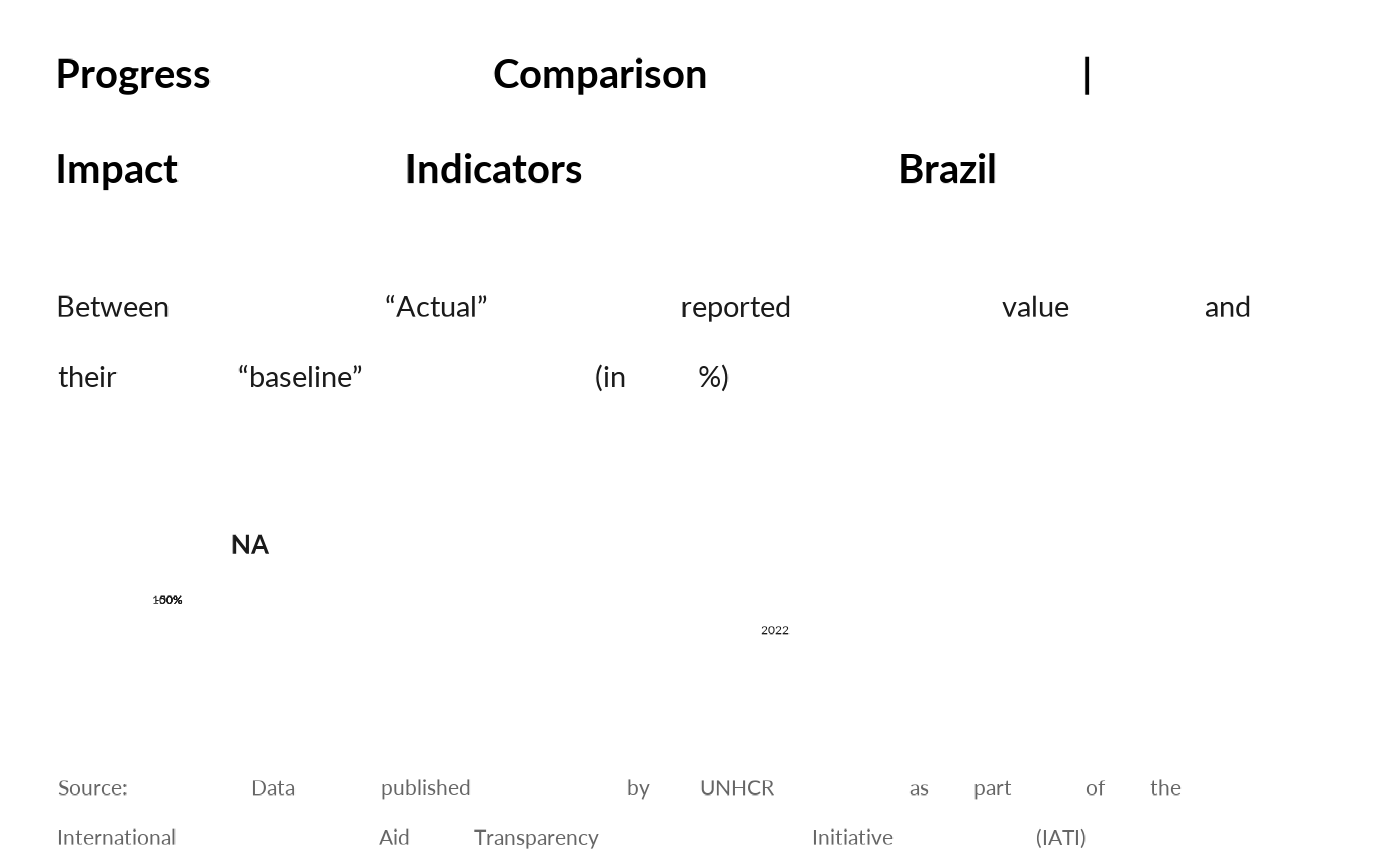 Progress Comparison |
Impact Indicators Brazil
Between “Actual” reported value and
their “baseline” (in %)
NA
2022
Source: Data published by UNHCR as part of the
International Aid Transparency Initiative (IATI)